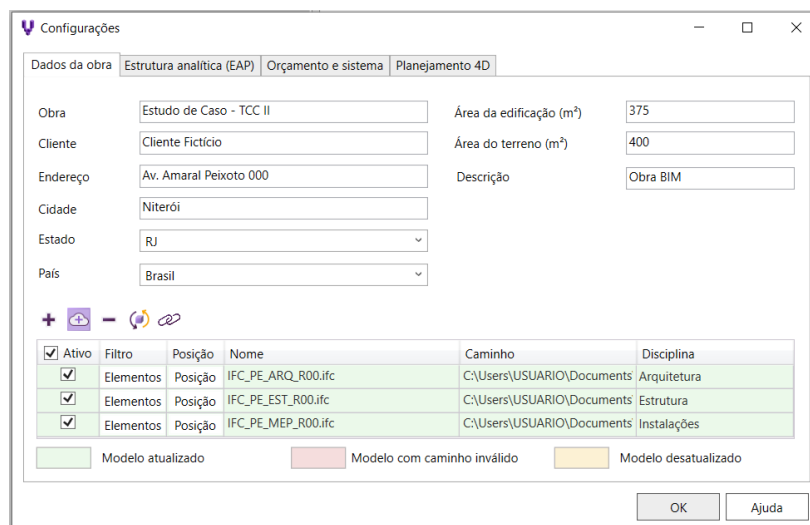 Configurações
Dados da obra Estrutura analítica (EAP) Orçamento e sistema Planejamento 4D
Obra Estudo de Caso - TCC II Área da edificação (m²) 375
Cliente Cliente Fictício Área do terreno (m²) 400
Endereço Av. Amaral Peixoto 000 Descrição Obra BIM
Cidade Niterói
Estado RJ
País Brasil
Ativo Filtro Posição Nome Caminho Disciplina
Elementos Posição IFC_PE_ARQ_R00.ifc C:\Users\USUARIO\Documents Arquitetura
Elementos Posição IFC_PE_EST_R00.ifc C:\Users\USUARIO\Documents Estrutura
Elementos Posição IFC_PE_MEP_R00.ifc C:\Users\USUARIO\Documents Instalações
Modelo atualizado Modelo com caminho inválido Modelo desatualizado
OK Ajuda